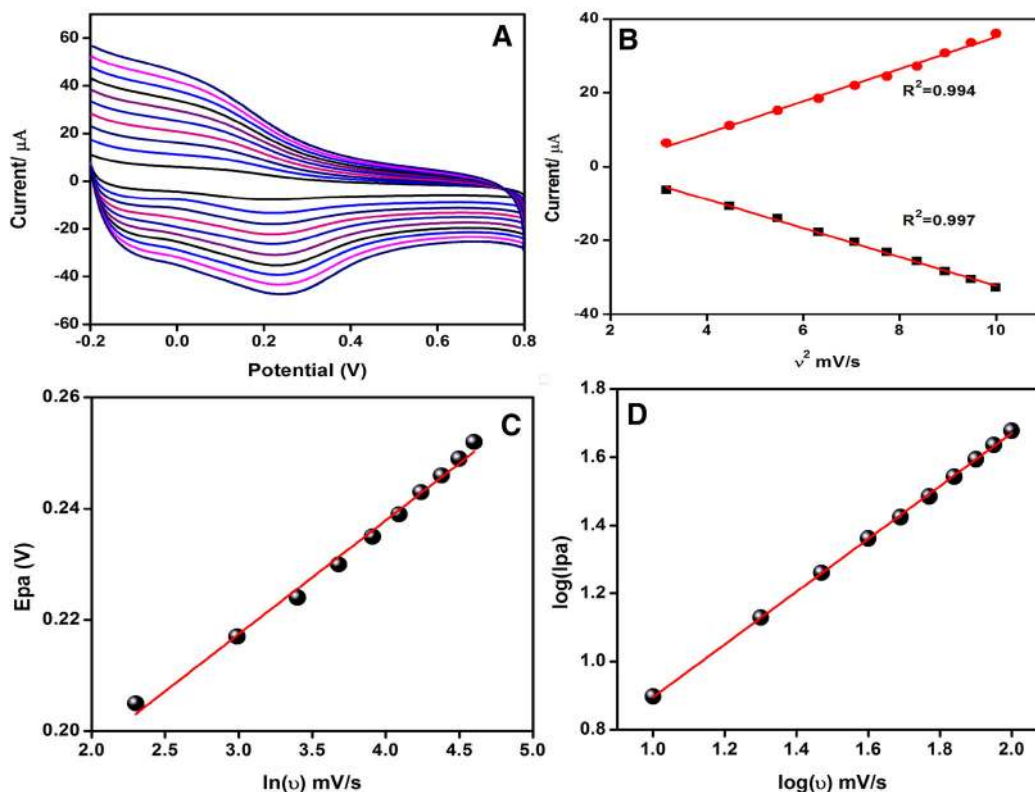 A
Current/ μA
60
40
20
0
-20
-40
-60
-0.2 0.0 0.2 0.4 0.6 0.8
Potential (V)
B
Current/ μA
40
20
0
-20
-40
R²=0.994
R²=0.997
2 4 6 8 10
ν² mV/s
C
Epa (V)
0.26
0.24
0.22
0.20
2.0 2.5 3.0 3.5 4.0 4.5 5.0
ln(υ) mV/s
D
log(Ipa)
1.8
1.6
1.4
1.2
1.0
0.8
1.0 1.2 1.4 1.6 1.8 2.0
log(υ) mV/s